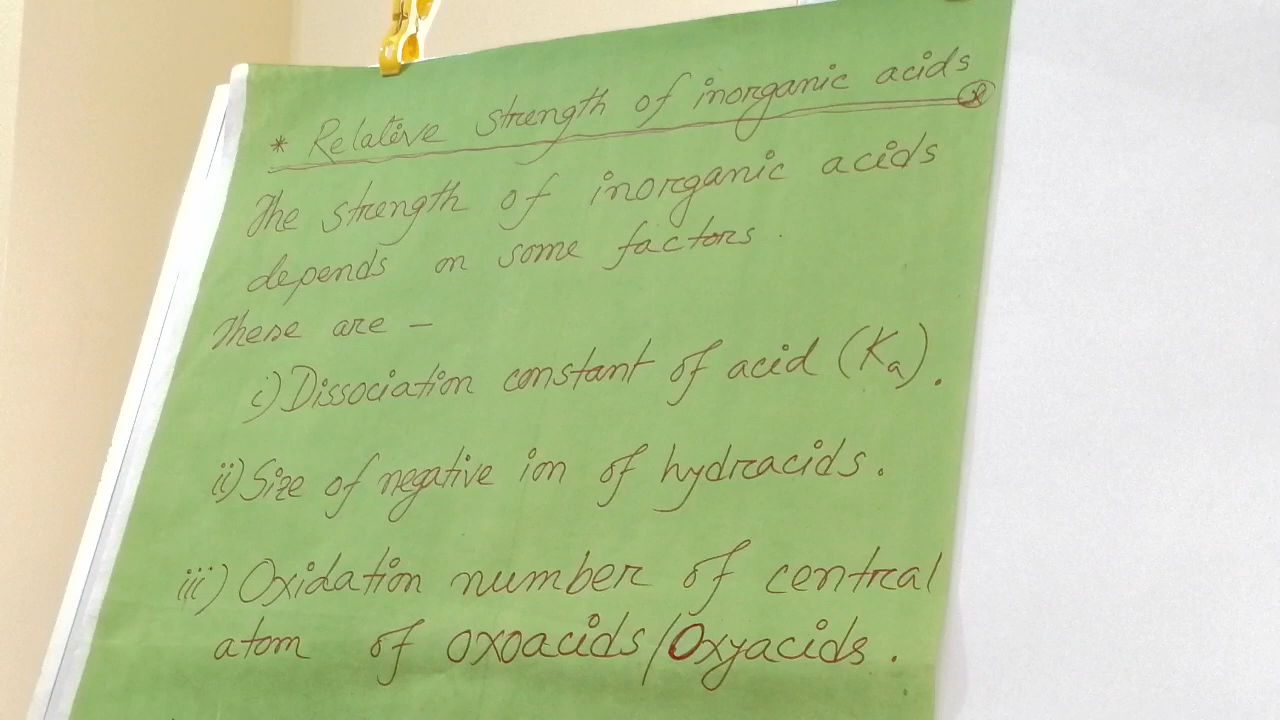 * Relative strength of inorganic acids
The strength of inorganic acids
depends on some factors.
These are –
i) Dissociation constant of acid (Ka).
ii) Size of negative ion of hydracids.
iii) Oxidation number of central
atom of oxoacids/Oxyacids.